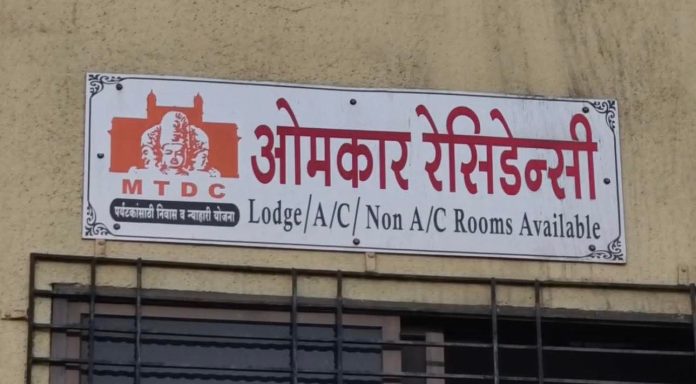 ओमकार रेसिडेन्सी
MTDC
पर्यटकांसाठी निवास व न्याहारी योजना
Lodge/A/C/ Non A/C Rooms Available